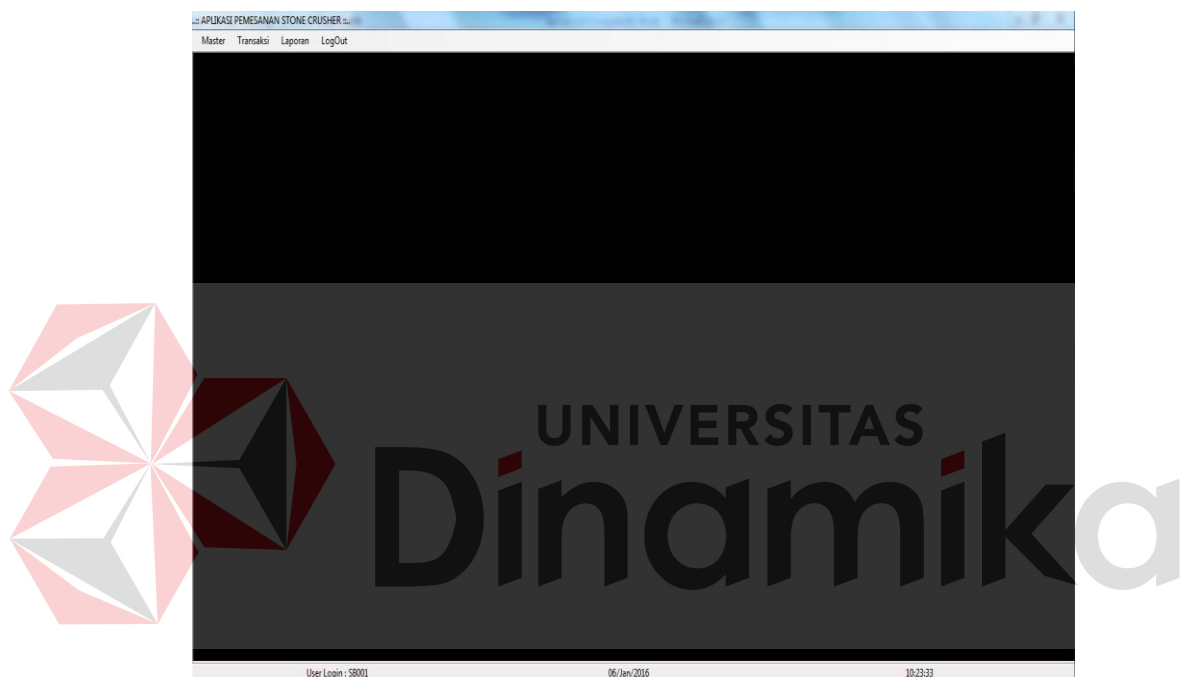 ..:: APLIKASI PEMESANAN STONE CRUSHER ::..
Master Transaksi Laporan LogOut
UNIVERSITAS
Dinamika
User Login : SB001 06/Jan/2016 10:23:33